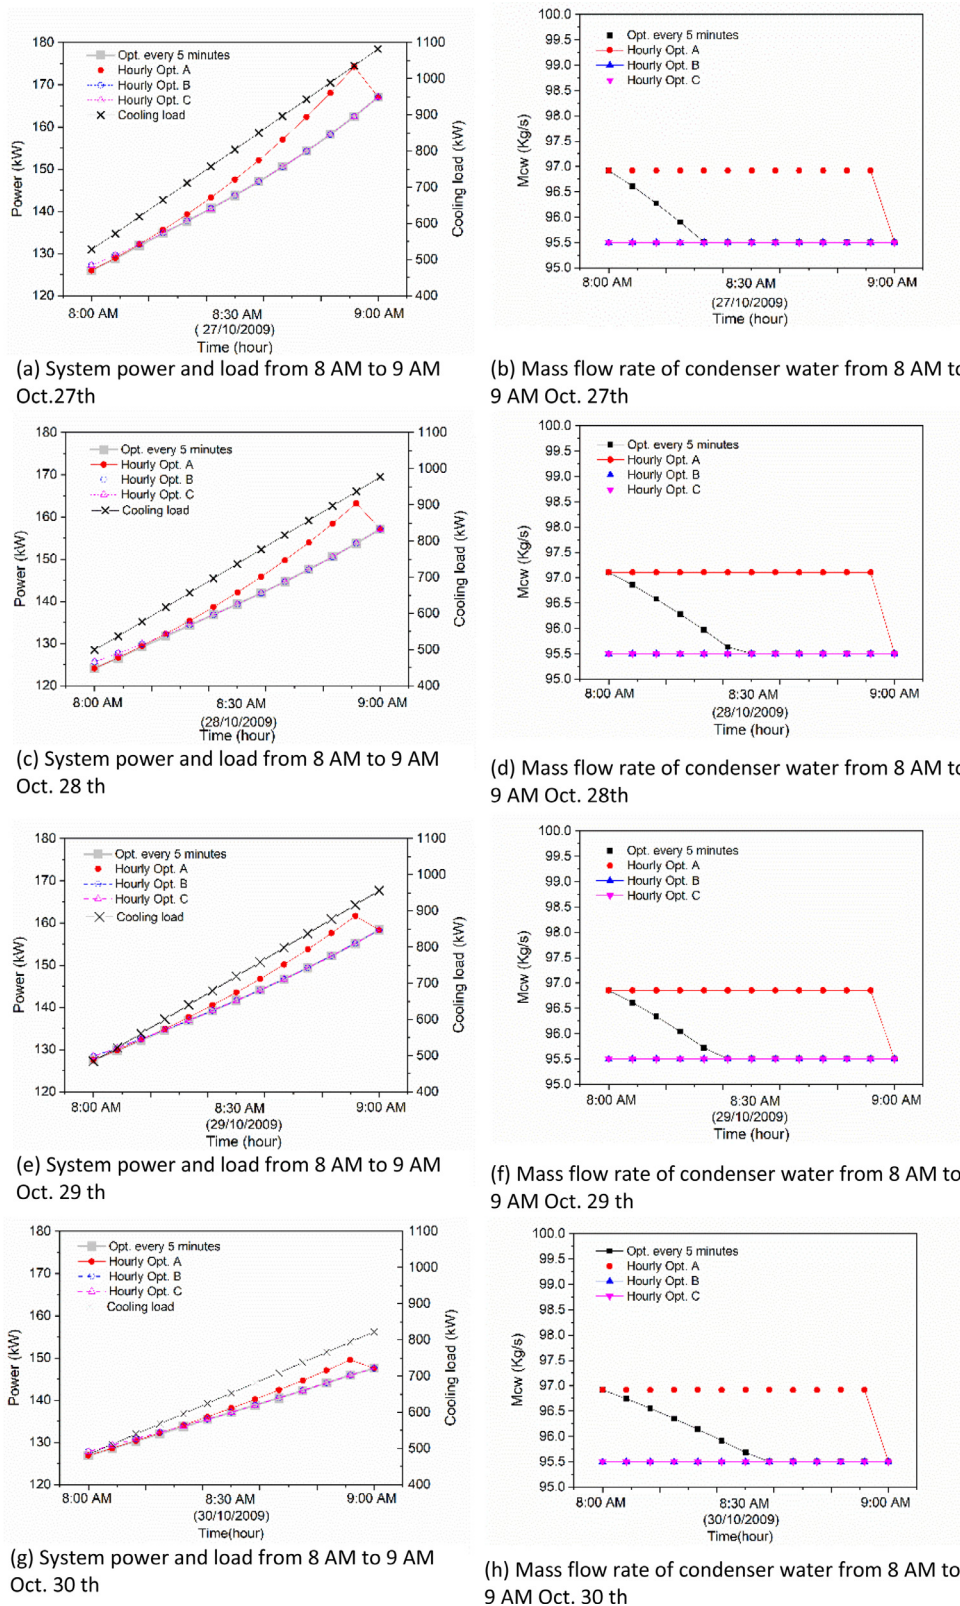 180
170
160
150
140
130
120
Power (kW)
Opt. every 5 minutes
Hourly Opt. A
Hourly Opt. B
Hourly Opt. C
Cooling load
1100
1000
900
800
700
600
500
400
Cooling load (kW)
8:00 AM
8:30 AM
9:00 AM
( 27/10/2009)
Time (hour)
(a) System power and load from 8 AM to 9 AM
Oct.27th
100.0
99.5
99.0
98.5
98.0
97.5
97.0
96.5
96.0
95.5
95.0
Mcw (Kg/s)
Opt. every 5 minutes
Hourly Opt. A
Hourly Opt. B
Hourly Opt. C
8:00 AM
8:30 AM
9:00 AM
(27/10/2009)
Time (hour)
(b) Mass flow rate of condenser water from 8 AM to
9 AM Oct. 27th
180
170
160
150
140
130
120
Power (kW)
Opt. every 5 minutes
Hourly Opt. A
Hourly Opt. B
Hourly Opt. C
Cooling load
1100
1000
900
800
700
600
500
400
Cooling load (kW)
8:00 AM
8:30 AM
9:00 AM
(28/10/2009)
Time (hour)
(c) System power and load from 8 AM to 9 AM
Oct. 28 th
100.0
99.5
99.0
98.5
98.0
97.5
97.0
96.5
96.0
95.5
95.0
Mcw (Kg/s)
Opt. every 5 minutes
Hourly Opt. A
Hourly Opt. B
Hourly Opt. C
8:00 AM
8:30 AM
9:00 AM
(28/10/2009)
Time (hour)
(d) Mass flow rate of condenser water from 8 AM to
9 AM Oct. 28th
180
170
160
150
140
130
120
Power (kW)
Opt. every 5 minutes
Hourly Opt. A
Hourly Opt. B
Hourly Opt. C
Cooling load
1100
1000
900
800
700
600
500
400
Cooling load (kW)
8:00 AM
8:30 AM
9:00 AM
(29/10/2009)
Time (hour)
(e) System power and load from 8 AM to 9 AM
Oct. 29 th
100.0
99.5
99.0
98.5
98.0
97.5
97.0
96.5
96.0
95.5
95.0
Mcw (Kg/s)
Opt. every 5 minutes
Hourly Opt. A
Hourly Opt. B
Hourly Opt. C
8:00 AM
8:30 AM
9:00 AM
(29/10/2009)
Time (hour)
(f) Mass flow rate of condenser water from 8 AM to
9 AM Oct. 29 th
180
170
160
150
140
130
120
Power (kW)
Opt. every 5 minutes
Hourly Opt. A
Hourly Opt. B
Hourly Opt. C
Cooling load
1100
1000
900
800
700
600
500
400
Cooling load (kW)
8:00 AM
8:30 AM
9:00 AM
(30/10/2009)
Time(hour)
(g) System power and load from 8 AM to 9 AM
Oct. 30 th
100.0
99.5
99.0
98.5
98.0
97.5
97.0
96.5
96.0
95.5
95.0
Mcw (Kg/s)
Opt. every 5 minutes
Hourly Opt. A
Hourly Opt. B
Hourly Opt. C
8:00 AM
8:30 AM
9:00 AM
(30/10/2009)
Time(hour)
(h) Mass flow rate of condenser water from 8 AM to
9 AM Oct. 30 th